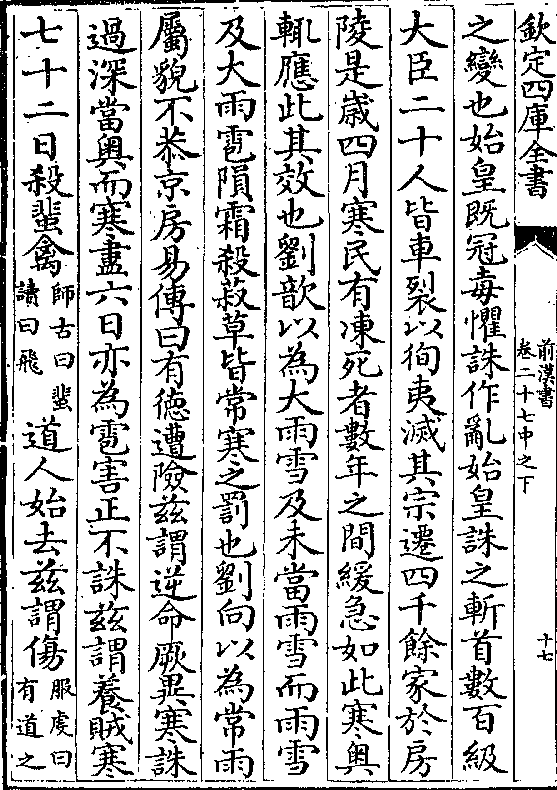 欽定四庫全書
前漢書
卷二十七中之下
十七
之變也始皇既冠毐懼誅作亂始皇誅之斬首數百級
大臣二十人皆車裂以徇夷滅其宗遷四千餘家於房
陵是歲四月寒民有凍死者數年之間緩急如此寒奥
輒應此其效也劉歆以為大雨雪及未當雨雪而雨雪
及大雨雹隕霜殺菽草皆常寒之罰也劉向以為常雨
屬貌不恭京房易傳曰有徳遭險兹謂逆命厥異寒誅
過深當奥而寒盡六日亦為雹害正不誅兹謂養賊寒
七十二日殺蜚禽師古曰蜚讀曰飛道人始去兹謂傷服虔曰有道之